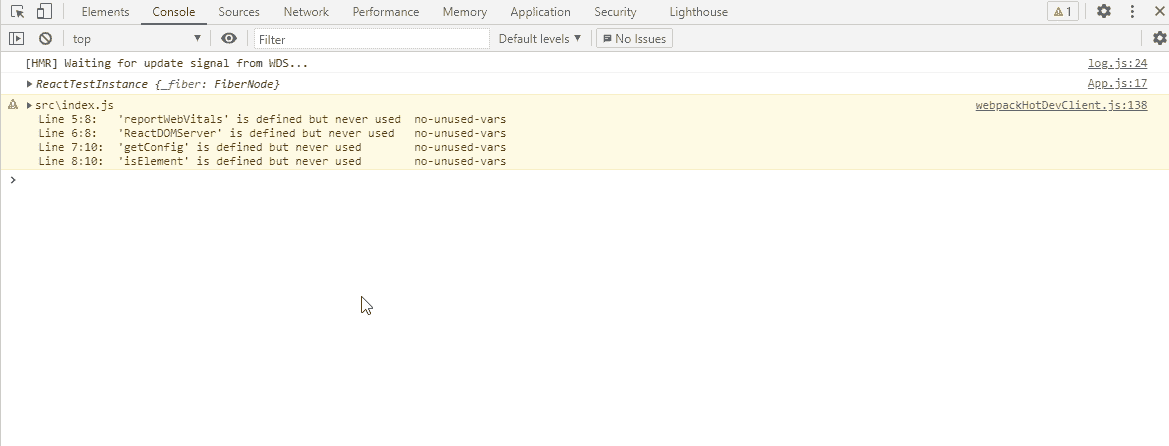 Elements Console Sources Network Performance Memory Application Security Lighthouse 1
top Filter Default levels No Issues
[HMR] Waiting for update signal from WDS... log.js:24
ReactTestInstance {_fiber: FiberNode} App.js:17
src\index.js webpackHotDevClient.js:138
Line 5:8: 'reportWebVitals' is defined but never used no-unused-vars
Line 6:8: 'ReactDOMServer' is defined but never used no-unused-vars
Line 7:10: 'getConfig' is defined but never used no-unused-vars
Line 8:10: 'isElement' is defined but never used no-unused-vars
>